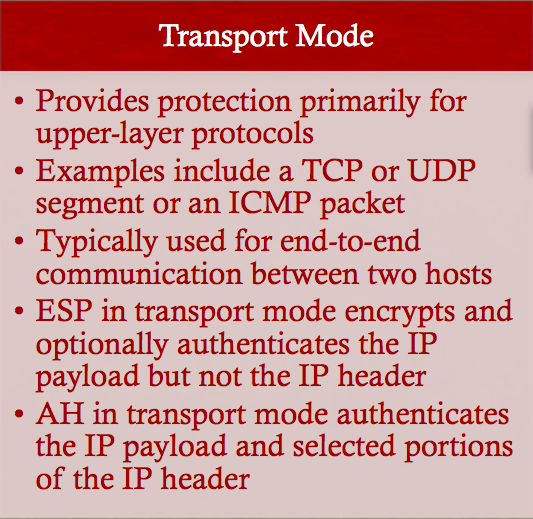 Transport Mode
• Provides protection primarily for
upper-layer protocols
• Examples include a TCP or UDP
segment or an ICMP packet
• Typically used for end-to-end
communication between two hosts
• ESP in transport mode encrypts and
optionally authenticates the IP
payload but not the IP header
• AH in transport mode authenticates
the IP payload and selected portions
of the IP header